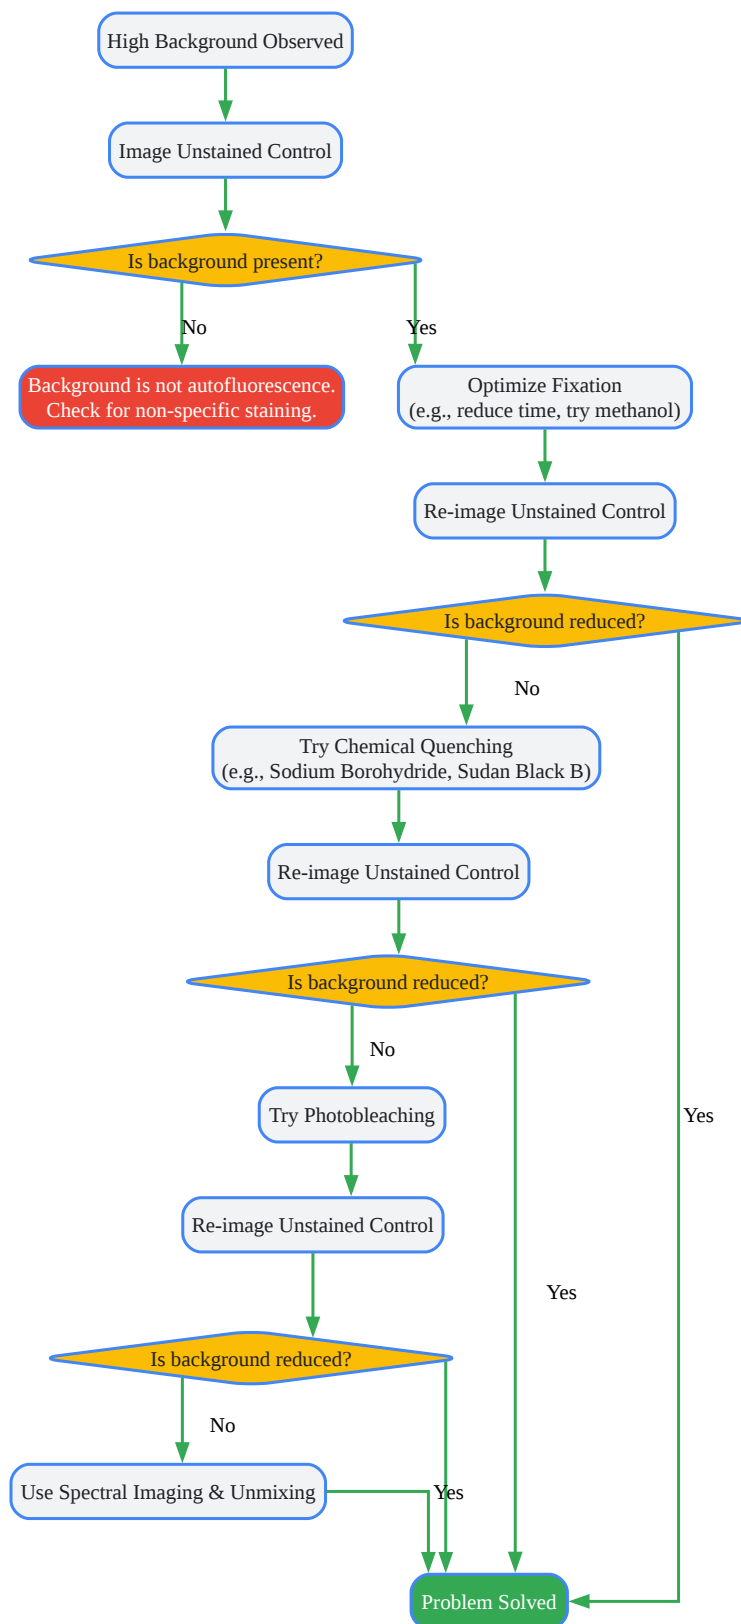 High Background Observed
Image Unstained Control
Is background present?
No
Yes
Background is not autofluorescence.
Check for non-specific staining.
Optimize Fixation
(e.g., reduce time, try methanol)
Re-image Unstained Control
Is background reduced?
No
Try Chemical Quenching
(e.g., Sodium Borohydride, Sudan Black B)
Re-image Unstained Control
Is background reduced?
No
Try Photobleaching
Yes
Re-image Unstained Control
Yes
Is background reduced?
No
Use Spectral Imaging & Unmixing
Yes
Problem Solved